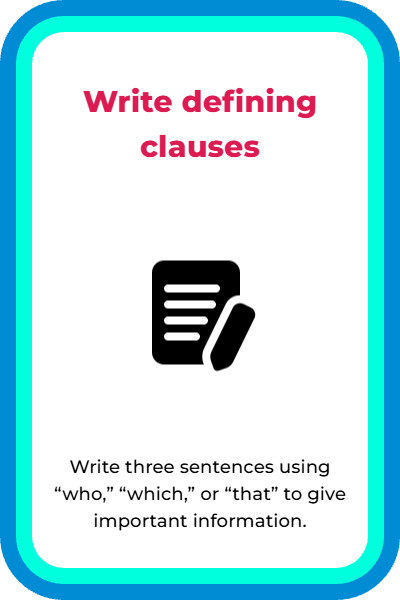 Write defining
clauses
Write three sentences using
“who,” “which,” or “that” to give
important information.